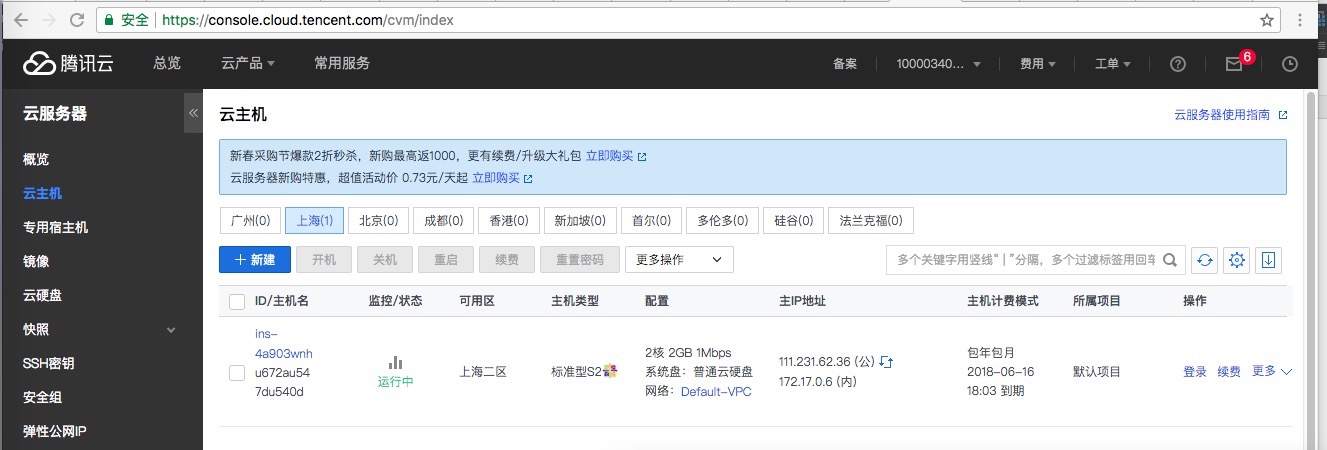 安全 https://console.cloud.tencent.com/cvm/index
腾讯云 总览 云产品 常用服务 备案 10000340... 费用 工单 6
云服务器
概览
云主机
专用宿主机
镜像
云硬盘
快照
SSH密钥
安全组
弹性公网IP
云主机 云服务器使用指南
新春采购节爆款2折秒杀，新购最高返1000，更有续费/升级大礼包 立即购买
云服务器新购特惠，超值活动价 0.73元/天起 立即购买
广州(0) 上海(1) 北京(0) 成都(0) 香港(0) 新加坡(0) 首尔(0) 多伦多(0) 硅谷(0) 法兰克福(0)
+ 新建 开机 关机 重启 续费 重置密码 更多操作 多个关键字用竖线“|”分隔，多个过滤标签用回车
ID/主机名 监控/状态 可用区 主机类型 配置 主IP地址 主机计费模式 所属项目 操作
ins-
4a903wnh
u672au54
7du540d
运行中
上海二区
标准型S2
2核 2GB 1Mbps
系统盘：普通云硬盘
网络：Default-VPC
111.231.62.36 (公)
172.17.0.6 (内)
包年包月
2018-06-16
18:03 到期
默认项目
登录 续费 更多